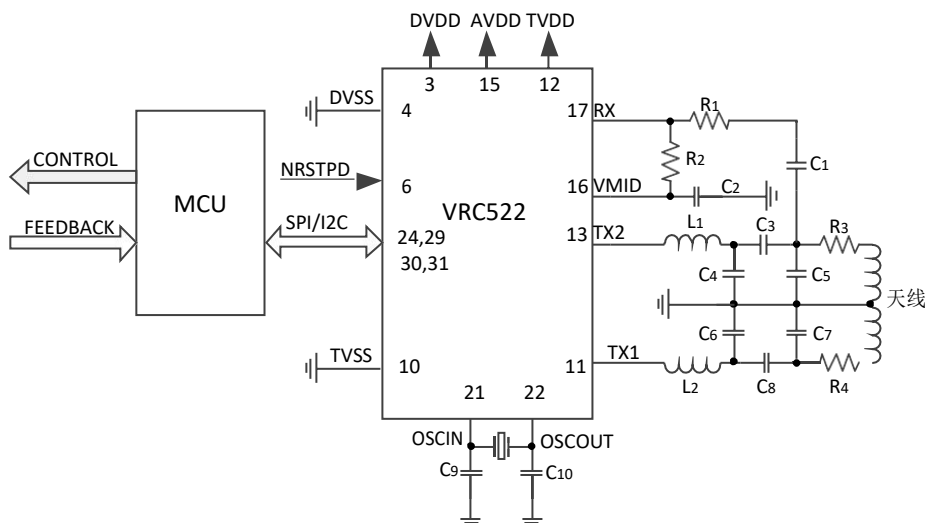 DVDD AVDD TVDD
3 15 12
DVSS 4
17 RX R1
R2 C1
CONTROL
NRSTPD 6
16 VMID C2
MCU
VRC522
FEEDBACK
SPI/I2C
24,29
30,31
13 TX2 L1 C3 R3
C4 C5
天线
C6 C7
TVSS 10
11 TX1 L2 C8 R4
21 22
OSCIN OSCOUT
C9 C10